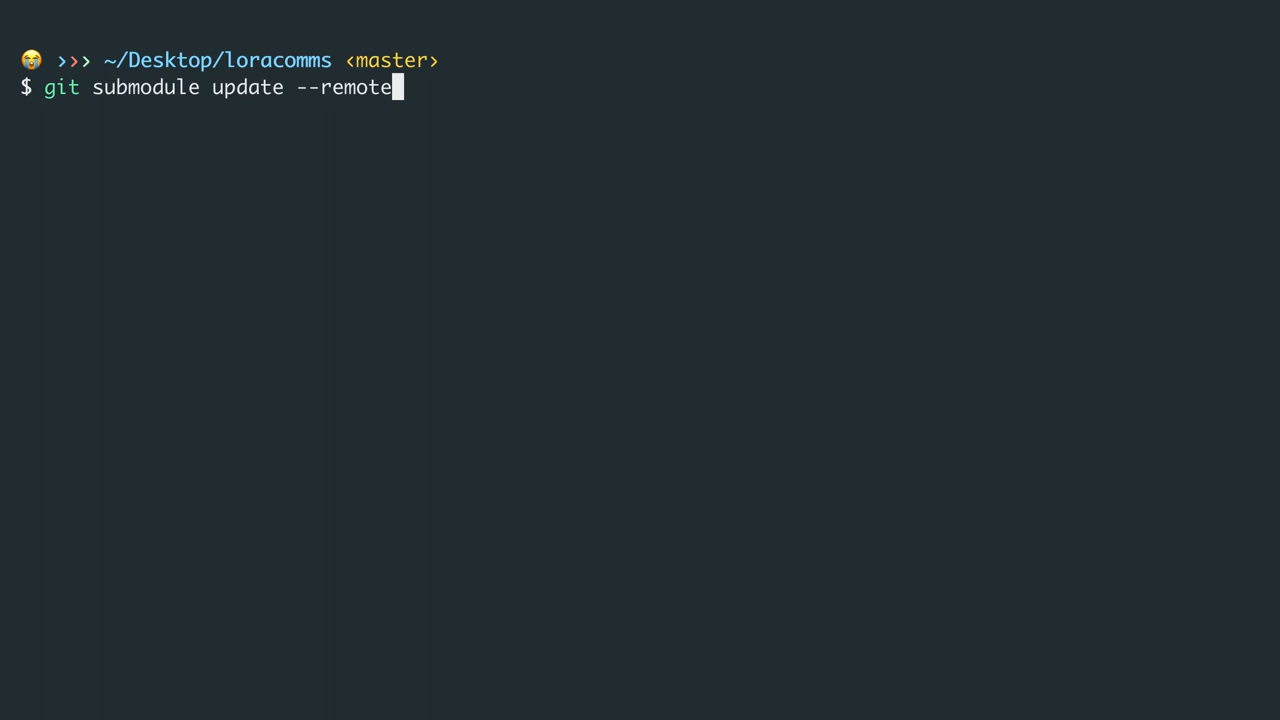 😭 ››› ~/Desktop/loracomms ‹master›
$ git submodule update --remote